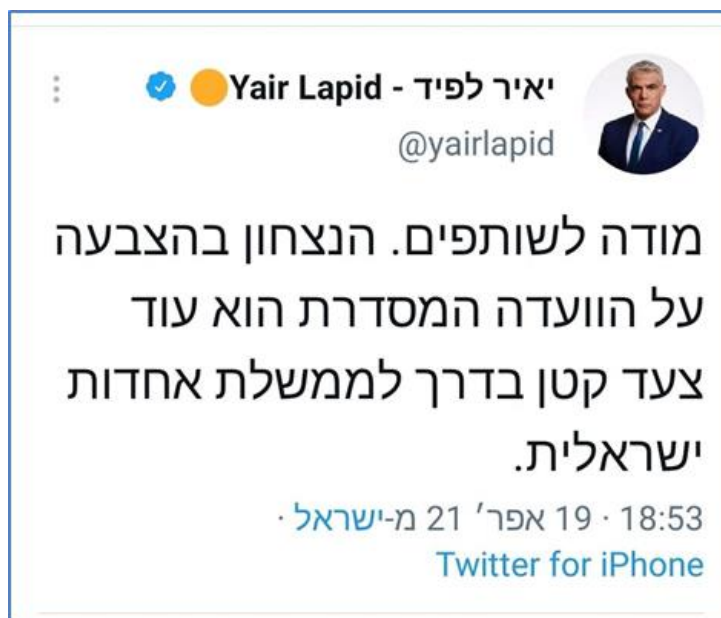 יאיר לפיד - Yair Lapid
@yairlapid
מודה לשותפים. הנצחון בהצבעה
על הוועדה המסדרת הוא עוד
צעד קטן בדרך לממשלת אחדות
ישראלית.
18:53 · 19 אפר׳ 21 מ-ישראל ·
Twitter for iPhone